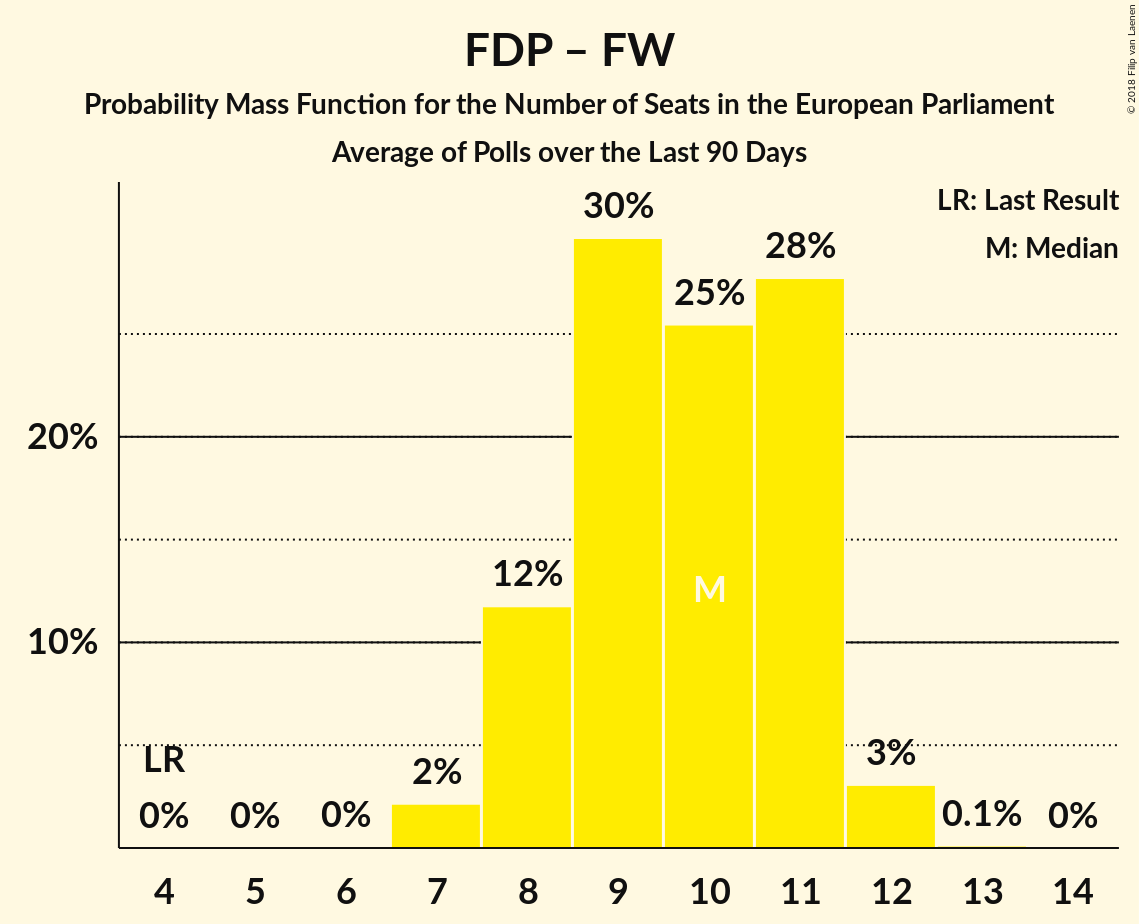 FDP – FW
Probability Mass Function for the Number of Seats in the European Parliament
Average of Polls over the Last 90 Days
© 2018 Filip van Laenen
LR: Last Result
M: Median
30%
28%
25%
20%
12%
M
10%
LR
3%
2%
0% 0% 0% 0.1% 0%
4 5 6 7 8 9 10 11 12 13 14